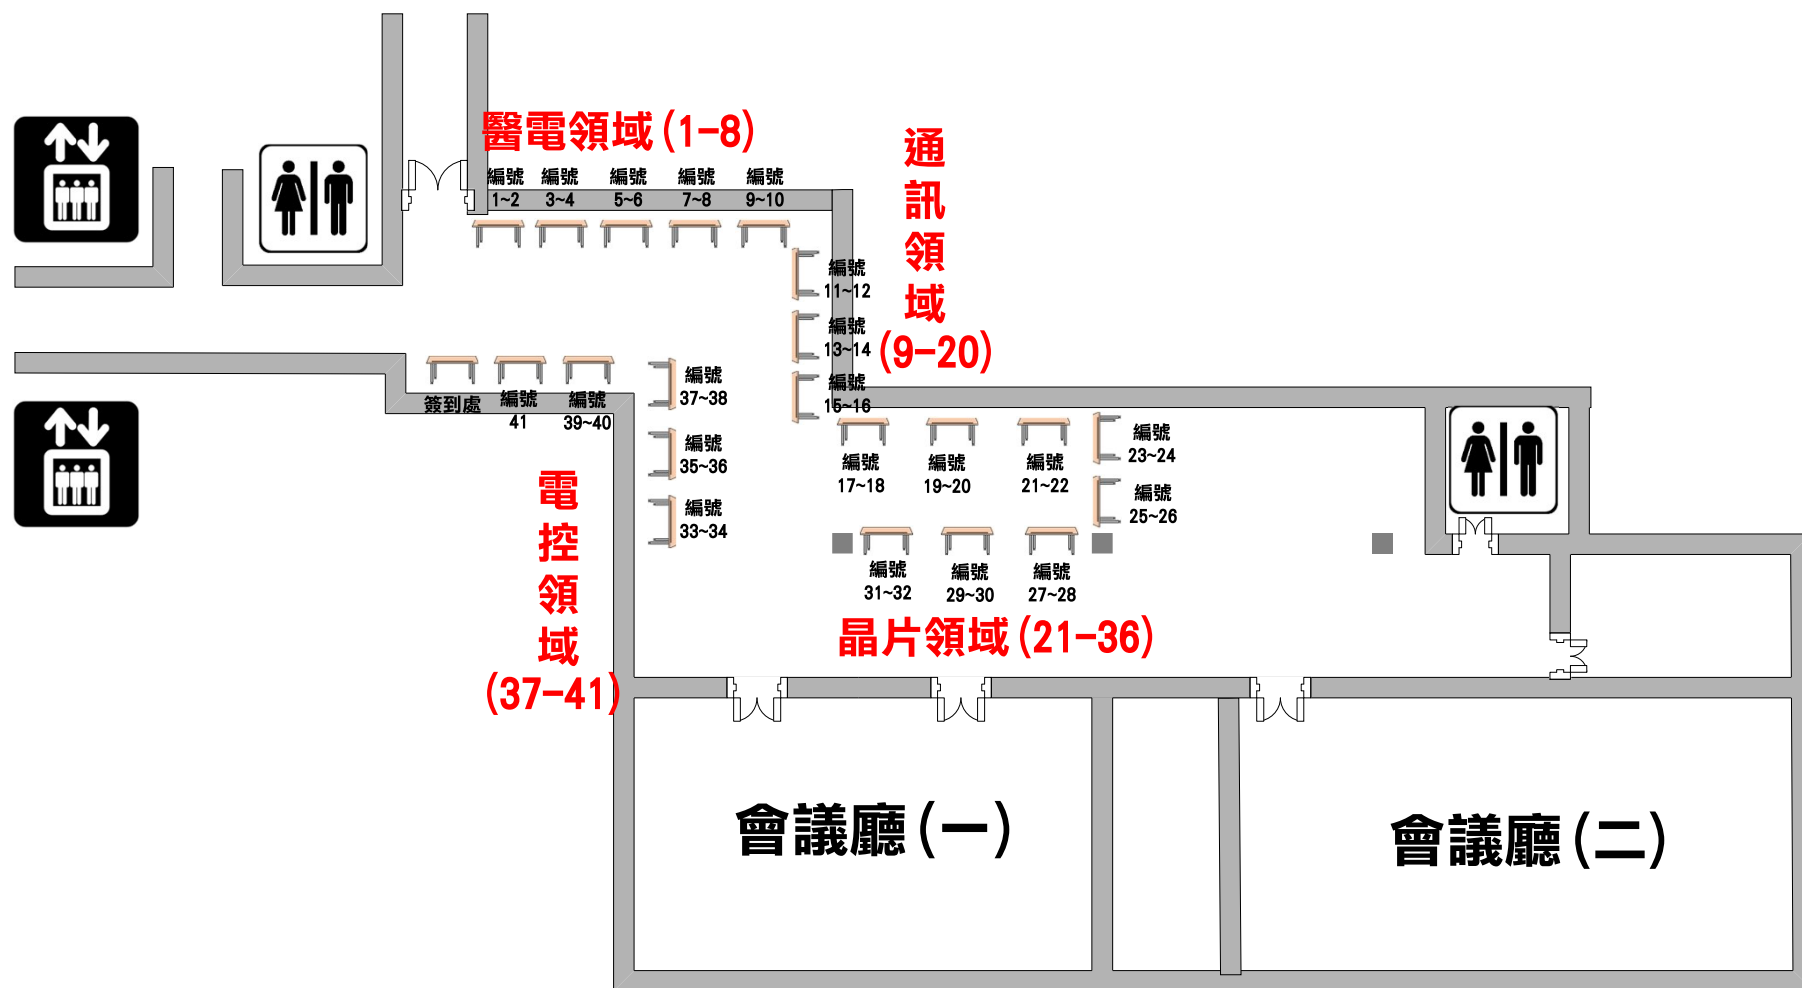 醫電領域(1-8)
編號
1~2
編號
3~4
編號
5~6
編號
7~8
編號
9~10
通
訊
領
域
(9-20)
編號
11~12
編號
13~14
編號
15~16
編號
17~18
編號
19~20
編號
21~22
編號
23~24
編號
25~26
編號
31~32
編號
29~30
編號
27~28
晶片領域(21-36)
簽到處
編號
41
編號
39~40
編號
37~38
編號
35~36
編號
33~34
電
控
領
域
(37-41)
會議廳(一)
會議廳(二)